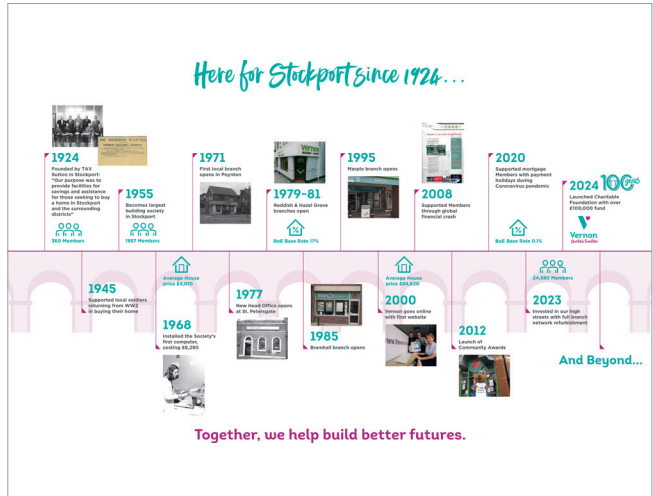 Here for Stockport since 1924...
1924
Founded by TAV
Sutton in Stockport:
"Our purpose was to
provide facilities for
savings and assistance
for those seeking to buy
a home in Stockport
and the surrounding
districts"
360 Members
1955
Becomes largest
building society
in Stockport
1857 Members
1971
First local branch
opens in Poynton
1979-81
Reddish & Hazel Grove
branches open
BoE Base Rate 17%
1995
Marple branch opens
2008
Supported Members
through global
financial crash
2020
Supported mortgage
Members with payment
holidays during
Coronavirus pandemic
BoE Base Rate 0.1%
2024
100 years
Launched Charitable
Foundation with over
£100,000 fund
Vernon
Charitable Foundation
1945
Supported local soldiers
returning from WW2
in buying their home
Average House
price £4,810
1968
Installed the Society's
first computer,
costing £6,290
1977
New Head Office opens
at St. Petersgate
1985
Bramhall branch opens
Average House
price £84,620
2000
Vernon goes online
with first website
2012
Launch of
Community Awards
24,580 Members
2023
Invested in our high
streets with full branch
network refurbishment
And Beyond...
Together, we help build better futures.